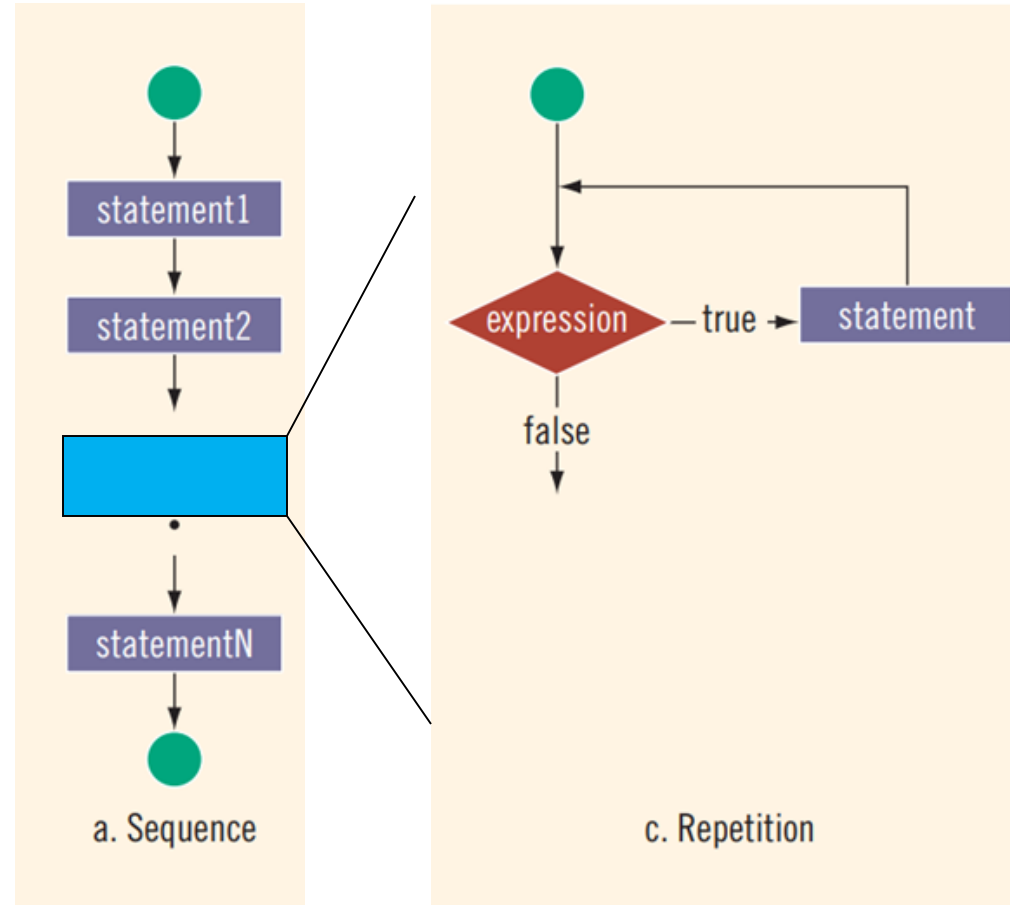 statement1
statement2
statementN
a. Sequence
expression
true
statement
false
c. Repetition